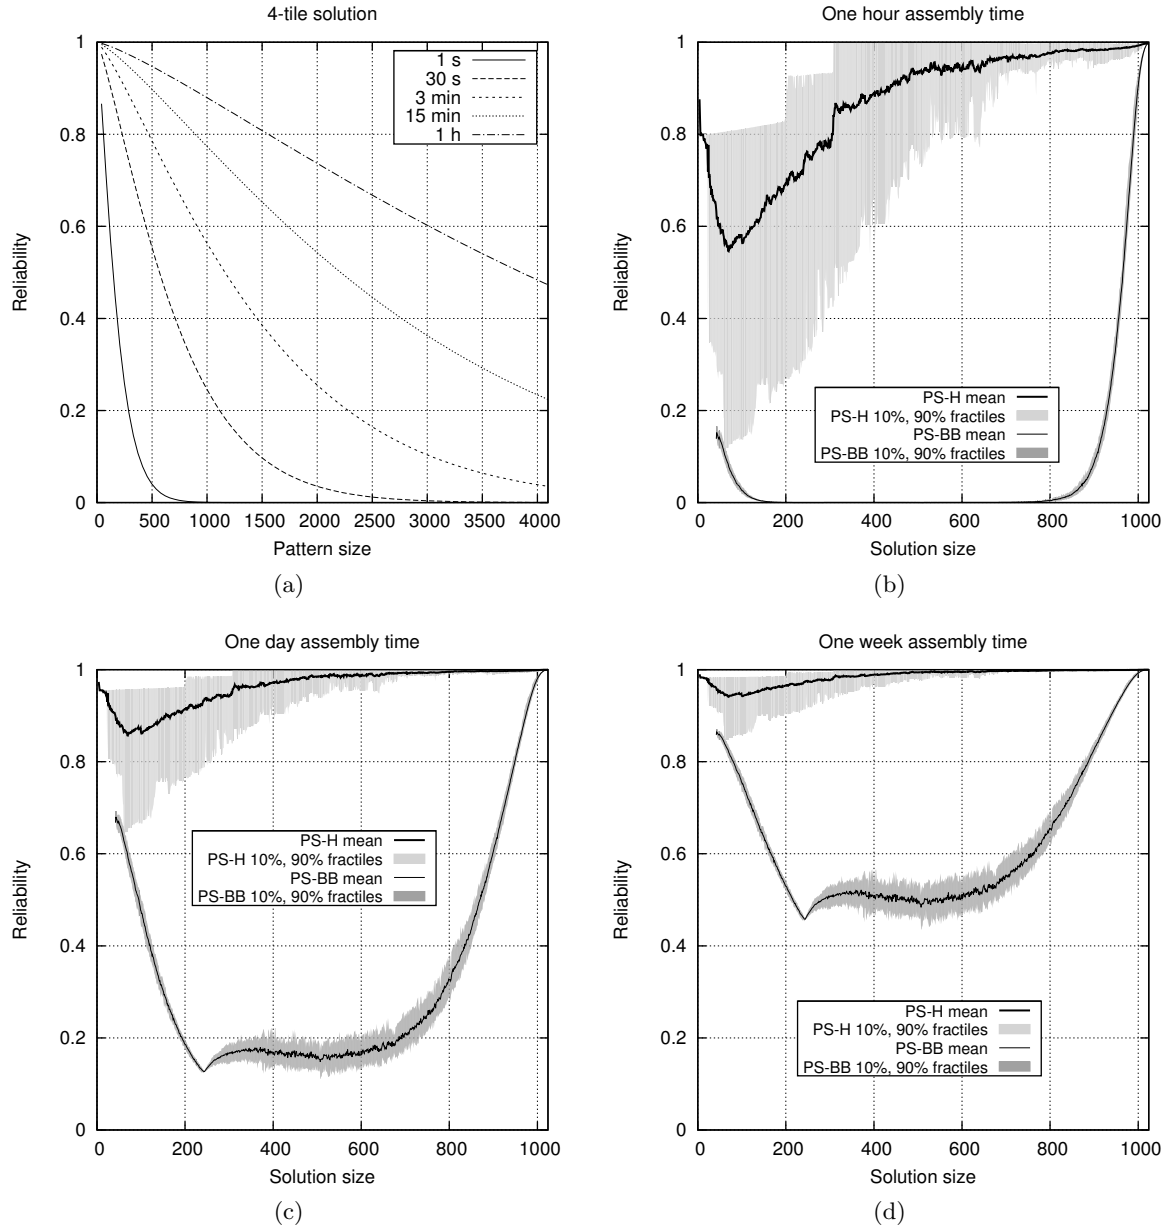 4-tile solution
1
0.8
0.6
0.4
0.2
0
Reliability
1 s
30 s
3 min
15 min
1 h
0 500 1000 1500 2000 2500 3000 3500 4000
Pattern size
(a)
One hour assembly time
1
0.8
0.6
0.4
0.2
0
Reliability
PS-H mean
PS-H 10%, 90% fractiles
PS-BB mean
PS-BB 10%, 90% fractiles
0 200 400 600 800 1000
Solution size
(b)
One day assembly time
1
0.8
0.6
0.4
0.2
0
Reliability
PS-H mean
PS-H 10%, 90% fractiles
PS-BB mean
PS-BB 10%, 90% fractiles
0 200 400 600 800 1000
Solution size
(c)
One week assembly time
1
0.8
0.6
0.4
0.2
0
Reliability
PS-H mean
PS-H 10%, 90% fractiles
PS-BB mean
PS-BB 10%, 90% fractiles
0 200 400 600 800 1000
Solution size
(d)